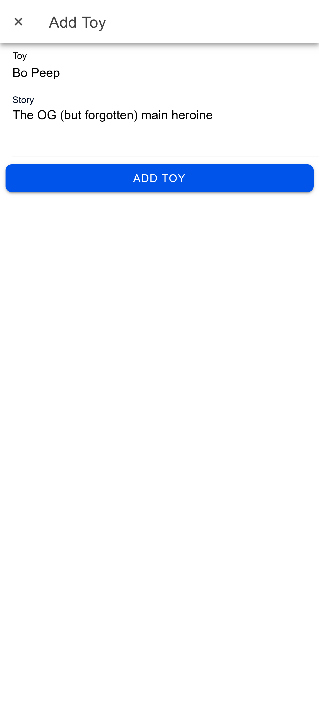 Add Toy
Toy
Bo Peep
Story
The OG (but forgotten) main heroine
ADD TOY